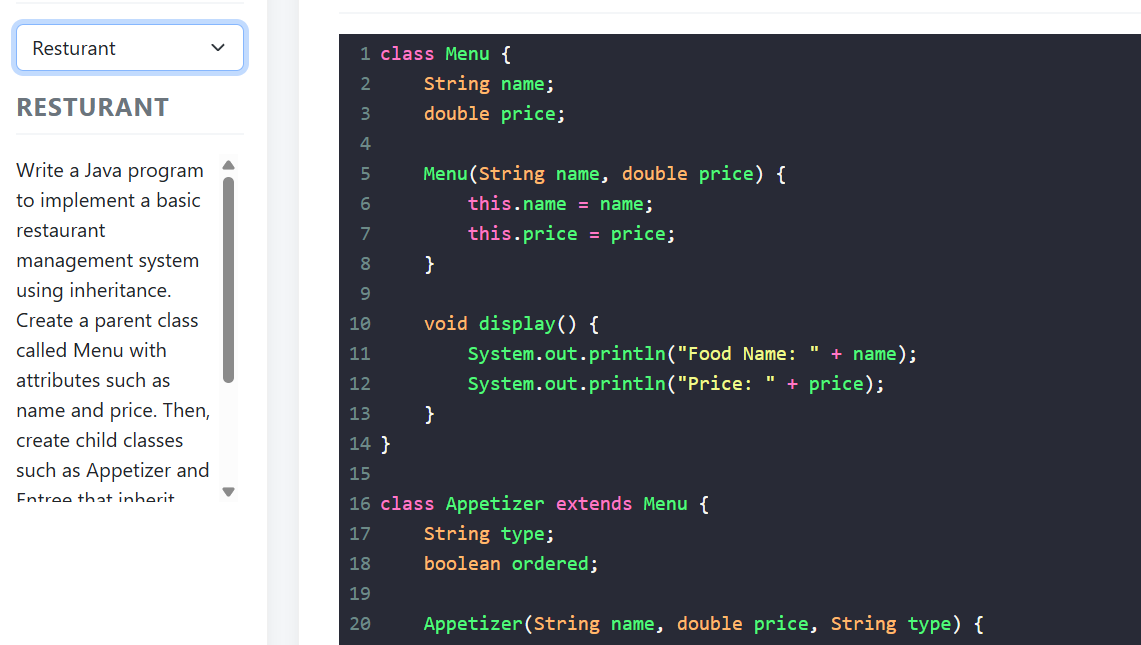 Resturant
RESTURANT
Write a Java program
to implement a basic
restaurant
management system
using inheritance.
Create a parent class
called Menu with
attributes such as
name and price. Then,
create child classes
such as Appetizer and
Entree that inherit
1 class Menu {
2     String name;
3     double price;
4
5     Menu(String name, double price) {
6         this.name = name;
7         this.price = price;
8     }
9
10     void display() {
11         System.out.println("Food Name: " + name);
12         System.out.println("Price: " + price);
13     }
14 }
15
16 class Appetizer extends Menu {
17     String type;
18     boolean ordered;
19
20     Appetizer(String name, double price, String type) {